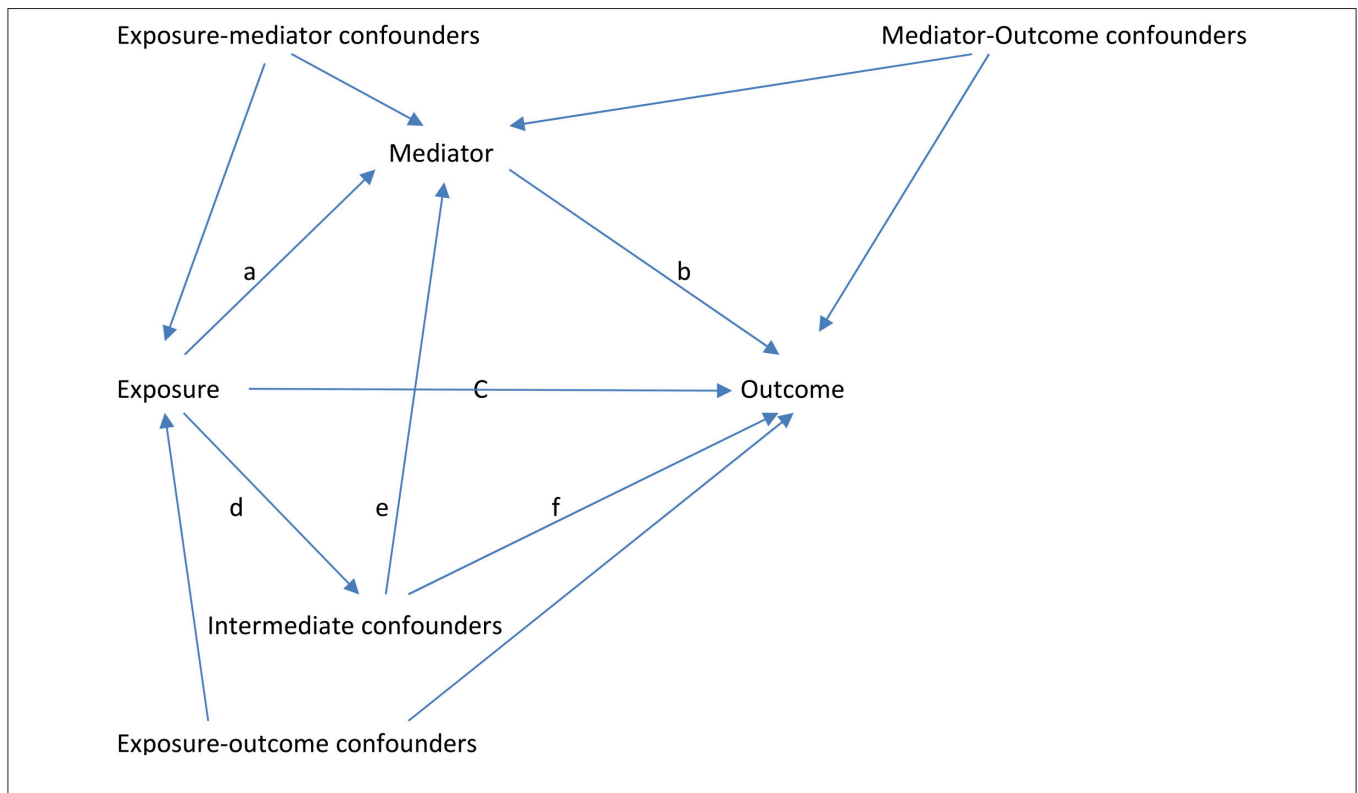 Exposure-mediator confounders
Mediator-Outcome confounders
Mediator
a
b
Exposure
C
Outcome
d
e
f
Intermediate confounders
Exposure-outcome confounders